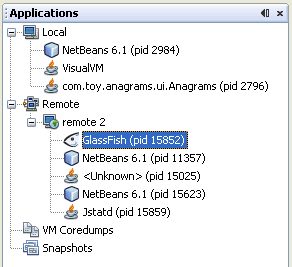 Applications
Local
NetBeans 6.1 (pid 2984)
VisualVM
com.toy.anagrams.ui.Anagrams (pid 2796)
Remote
remote 2
GlassFish (pid 15852)
NetBeans 6.1 (pid 11357)
<Unknown> (pid 15025)
NetBeans 6.1 (pid 15623)
Jstatd (pid 15859)
VM Coredumps
Snapshots